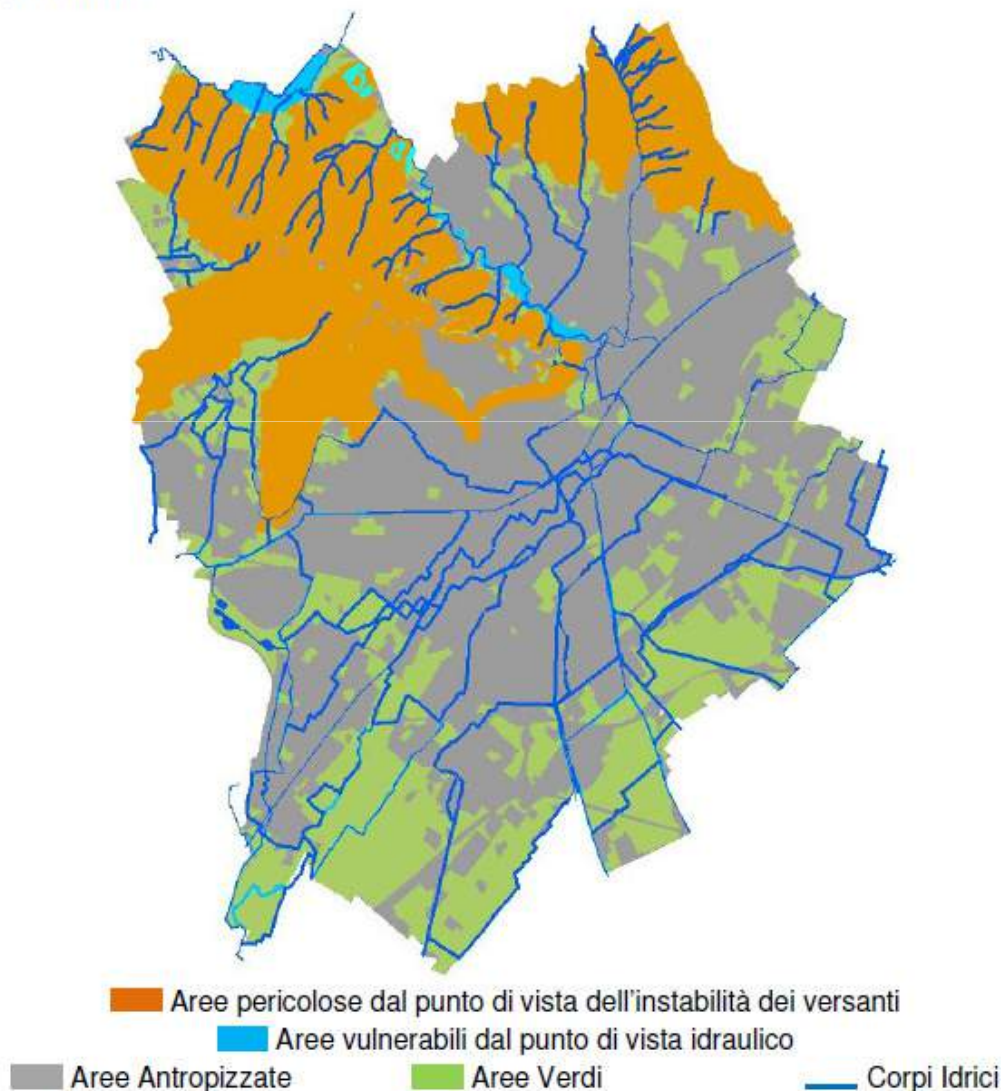 Aree pericolose dal punto di vista dell'instabilità dei versanti
Aree vulnerabili dal punto di vista idraulico
Aree Antropizzate Aree Verdi Corpi Idrici